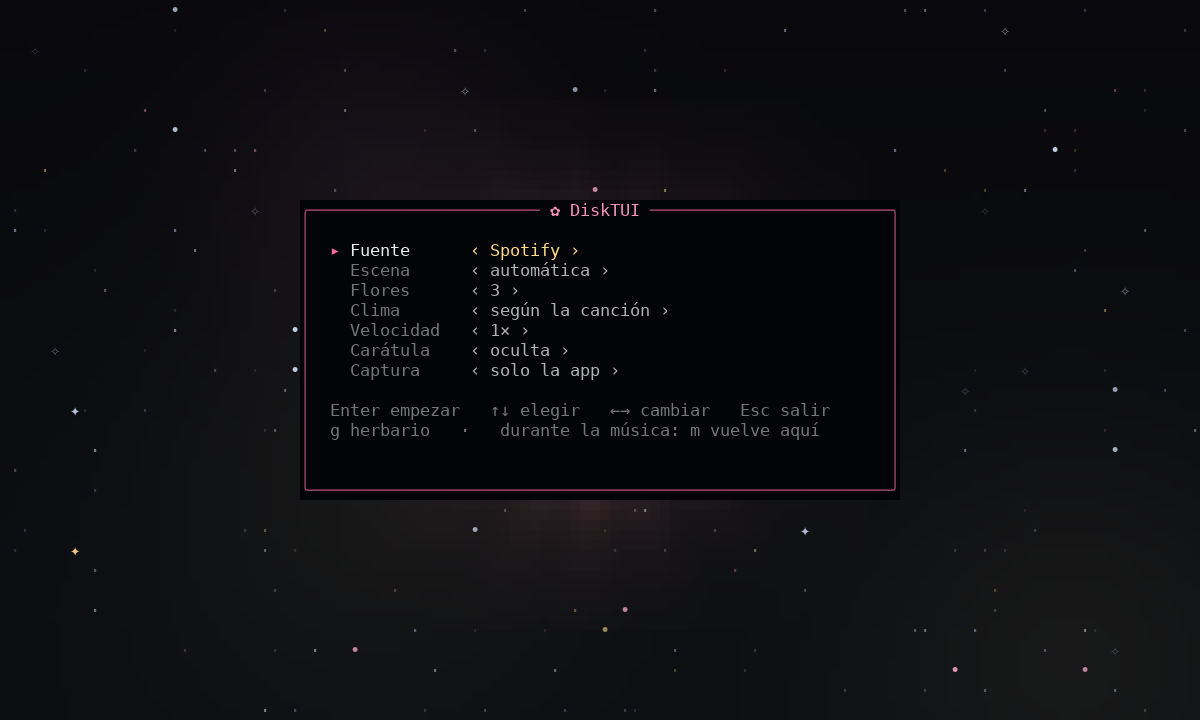 ✿ DiskTUI
▸ Fuente ‹ Spotify ›
Escena ‹ automática ›
Flores ‹ 3 ›
Clima ‹ según la canción ›
Velocidad ‹ 1× ›
Carátula ‹ oculta ›
Captura ‹ solo la app ›
Enter empezar ↑↓ elegir ←→ cambiar Esc salir
g herbario · durante la música: m vuelve aquí